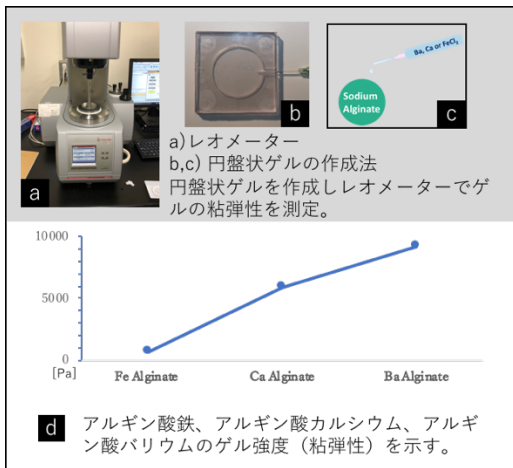 a
b
Ba, Ca or FeCl₃
Sodium
Alginate
c
a)レオメーター
b,c) 円盤状ゲルの作成法
円盤状ゲルを作成しレオメーターでゲ
ルの粘弾性を測定。
10000
5000
0
[Pa]
Fe Alginate
Ca Alginate
Ba Alginate
d
アルギン酸鉄、アルギン酸カルシウム、アルギ
ン酸バリウムのゲル強度（粘弾性）を示す。